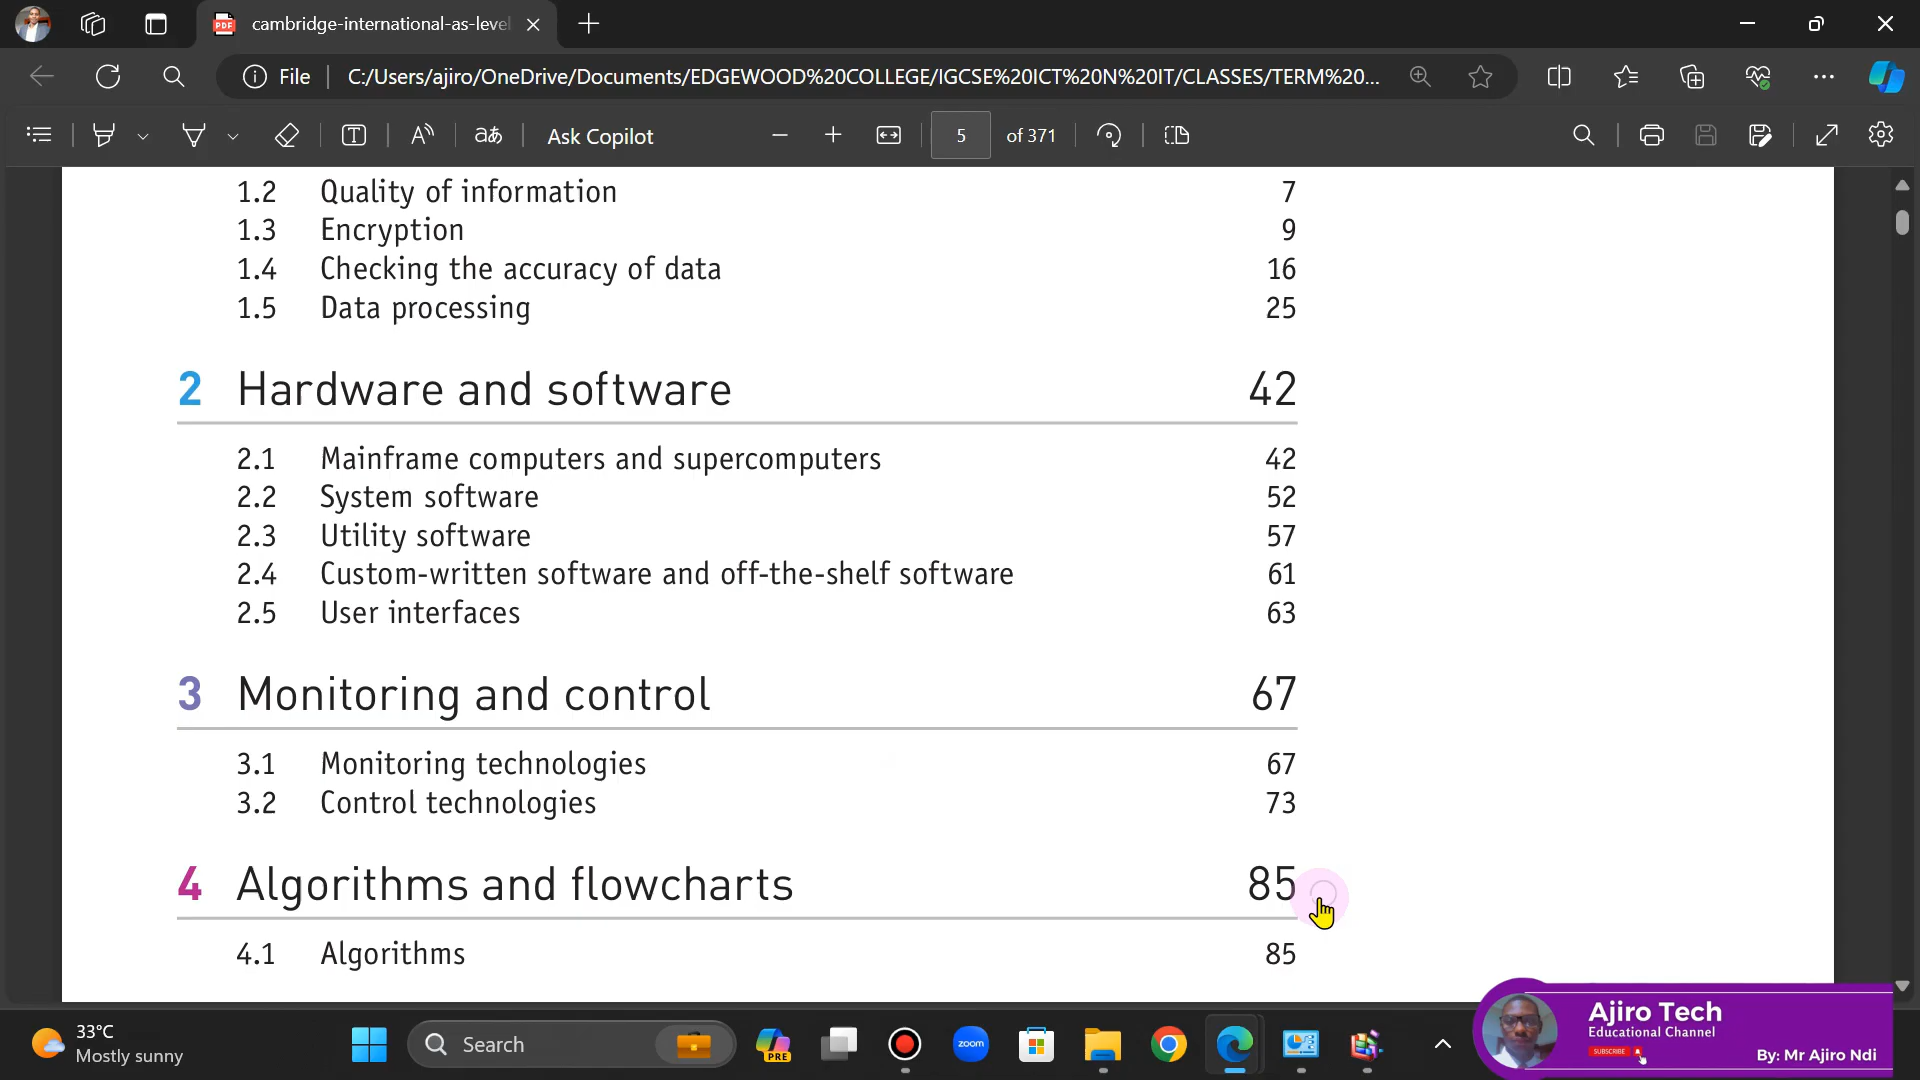 cambridge-international-as-leve
File
C:/Users/ajiro/OneDrive/Documents/EDGEWOOD%20COLLEGE/IGCSE%20ICT%20N%20IT/CLASSES/TERM%20...
Ask Copilot
5 of 371
1.2 Quality of information 7
1.3 Encryption 9
1.4 Checking the accuracy of data 16
1.5 Data processing 25
2 Hardware and software 42
2.1 Mainframe computers and supercomputers 42
2.2 System software 52
2.3 Utility software 57
2.4 Custom-written software and off-the-shelf software 61
2.5 User interfaces 63
3 Monitoring and control 67
3.1 Monitoring technologies 67
3.2 Control technologies 73
4 Algorithms and flowcharts 85
4.1 Algorithms 85
Ajiro Tech
Educational Channel
SUBSCRIBE
By: Mr Ajiro Ndi
33°C
Mostly sunny
Search
PRE
zoom